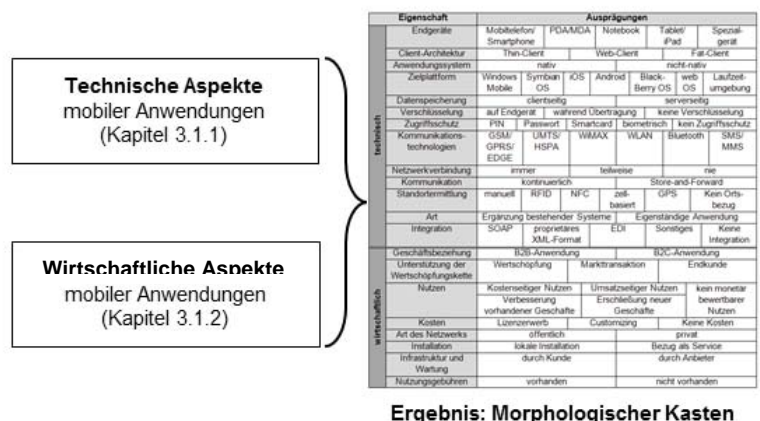 Technische Aspekte
mobiler Anwendungen
(Kapitel 3.1.1)
Wirtschaftliche Aspekte
mobiler Anwendungen
(Kapitel 3.1.2)
Eigenschaft Ausprägungen
technisch
Endgeräte Mobiltelefon/ PDA/MDA Notebook Tablet/ Spezial-
Smartphone iPad gerät
Client-Architektur Thin-Client Web-Client Fat-Client
Anwendungssystem nativ nicht-nativ
Zielplattform Windows Symbian iOS Android Black- web Laufzeit-
Mobile OS Berry OS OS umgebung
Datenspeicherung clientseitig serverseitig
Verschlüsselung auf Endgerät während Übertragung keine Verschlüsselung
Zugriffsschutz PIN Passwort Smartcard biometrisch kein Zugriffsschutz
Kommunikations- GSM/ UMTS/ WiMAX WLAN Bluetooth SMS/
technologien GPRS/ HSPA MMS
EDGE
Netzwerkverbindung immer teilweise nie
Kommunikation kontinuierlich Store-and-Forward
Standortermittlung manuell RFID NFC zell- GPS Kein Orts-
basiert bezug
Art Ergänzung bestehender Systeme Eigenständige Anwendung
Integration SOAP proprietäres EDI Sonstiges Keine
XML-Format Integration
wirtschaftlich
Geschäftsbeziehung B2B-Anwendung B2C-Anwendung
Unterstützung der Wertschöpfung Markttransaktion Endkunde
Wertschöpfungskette
Nutzen Kostenseitiger Nutzen Umsatzseitiger Nutzen kein monetär
Verbesserung Erschließung neuer bewertbarer
vorhandener Geschäfte Geschäfte Nutzen
Kosten Lizenzerwerb Customizing Keine Kosten
Art des Netzwerks öffentlich privat
Installation lokale Installation Bezug als Service
Infrastruktur und durch Kunde durch Anbieter
Wartung
Nutzungsgebühren vorhanden nicht vorhanden
Ergebnis: Morphologischer Kasten